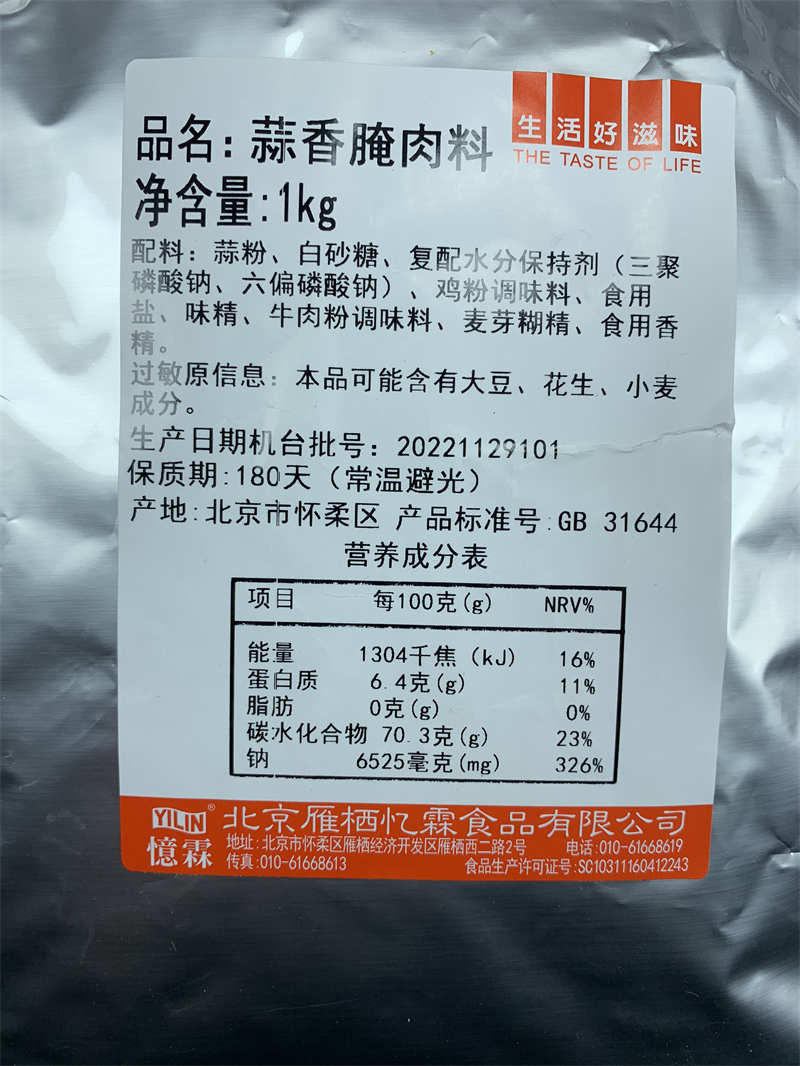 生活好滋味
THE TASTE OF LIFE
品名：蒜香腌肉料
净含量:1kg
配料：蒜粉、白砂糖、复配水分保持剂（三聚
磷酸钠、六偏磷酸钠）、鸡粉调味料、食用
盐、味精、牛肉粉调味料、麦芽糊精、食用香
精。
过敏原信息：本品可能含有大豆、花生、小麦
成分。
生产日期机台批号：20221129101
保质期:180天（常温避光）
产地:北京市怀柔区 产品标准号:GB 31644
营养成分表
项目 每100克(g) NRV%
能量 1304千焦（kJ） 16%
蛋白质 6.4克(g) 11%
脂肪 0克(g) 0%
碳水化合物 70.3克(g) 23%
钠 6525毫克(mg) 326%
YILIN® 北京雁栖忆霖食品有限公司
憶霖 地址:北京市怀柔区雁栖经济开发区雁栖西二路2号 电话:010-61668619
传真:010-61668613 食品生产许可证号:SC10311160412243